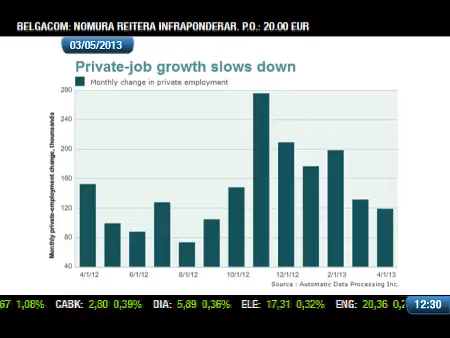 BELGACOM: NOMURA REITERA INFRAPONDERAR. P.O.: 20.00 EUR
03/05/2013
Private-job growth slows down
Monthly change in private employment
Monthly private-employment change, thousands
280
240
200
160
120
80
40
4/1/12 6/1/12 8/1/12 10/1/12 12/1/12 2/1/13 4/1/13
Source : Automatic Data Processing Inc.
67 1,08% CABK: 2,80 0,39% DIA: 5,89 0,36% ELE: 17,31 0,32% ENG: 20,36 0,2 12:30